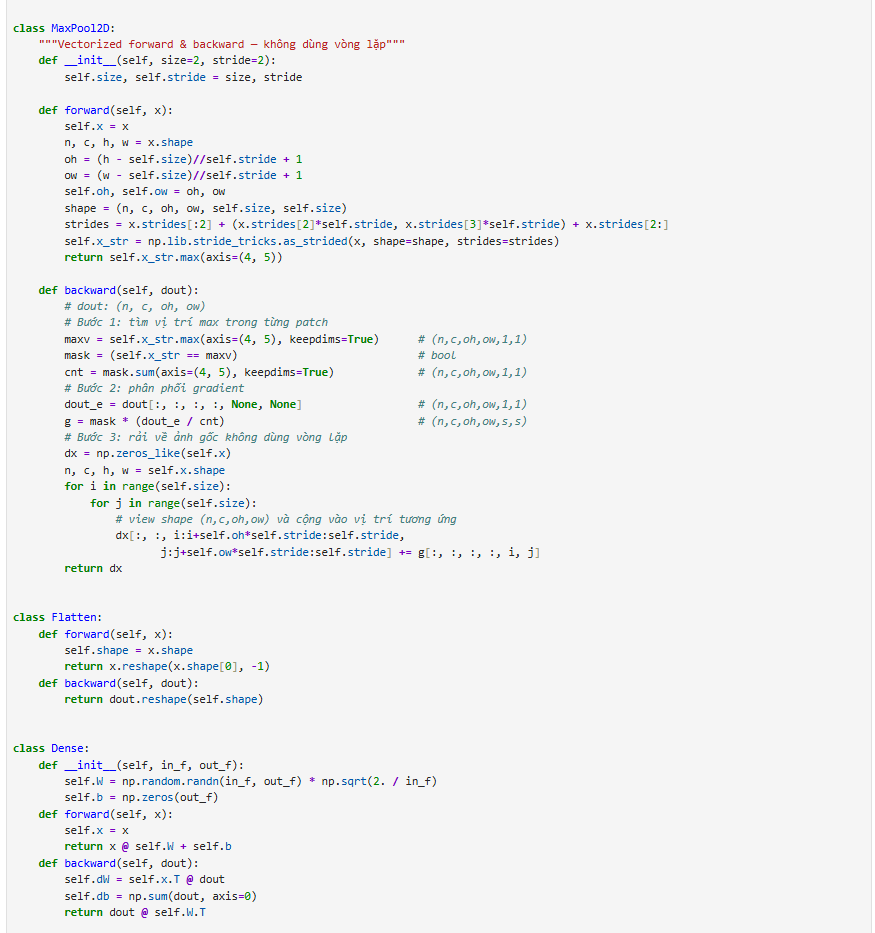 class MaxPool2D:
    """Vectorized forward & backward — không dùng vòng lặp"""
    def __init__(self, size=2, stride=2):
        self.size, self.stride = size, stride

    def forward(self, x):
        self.x = x
        n, c, h, w = x.shape
        oh = (h - self.size)//self.stride + 1
        ow = (w - self.size)//self.stride + 1
        self.oh, self.ow = oh, ow
        shape = (n, c, oh, ow, self.size, self.size)
        strides = x.strides[:2] + (x.strides[2]*self.stride, x.strides[3]*self.stride) + x.strides[2:]
        self.x_str = np.lib.stride_tricks.as_strided(x, shape=shape, strides=strides)
        return self.x_str.max(axis=(4, 5))

    def backward(self, dout):
        # dout: (n, c, oh, ow)
        # Bước 1: tìm vị trí max trong từng patch
        maxv = self.x_str.max(axis=(4, 5), keepdims=True)      # (n,c,oh,ow,1,1)
        mask = (self.x_str == maxv)                            # bool
        cnt = mask.sum(axis=(4, 5), keepdims=True)             # (n,c,oh,ow,1,1)
        # Bước 2: phân phối gradient
        dout_e = dout[:, :, :, :, None, None]                  # (n,c,oh,ow,1,1)
        g = mask * (dout_e / cnt)                              # (n,c,oh,ow,s,s)
        # Bước 3: rải về ảnh gốc không dùng vòng lặp
        dx = np.zeros_like(self.x)
        n, c, h, w = self.x.shape
        for i in range(self.size):
            for j in range(self.size):
                # view shape (n,c,oh,ow) và cộng vào vị trí tương ứng
                dx[:, :, i:i+self.oh*self.stride:self.stride,
                       j:j+self.ow*self.stride:self.stride] += g[:, :, :, :, i, j]
        return dx


class Flatten:
    def forward(self, x):
        self.shape = x.shape
        return x.reshape(x.shape[0], -1)
    def backward(self, dout):
        return dout.reshape(self.shape)


class Dense:
    def __init__(self, in_f, out_f):
        self.W = np.random.randn(in_f, out_f) * np.sqrt(2. / in_f)
        self.b = np.zeros(out_f)
    def forward(self, x):
        self.x = x
        return x @ self.W + self.b
    def backward(self, dout):
        self.dW = self.x.T @ dout
        self.db = np.sum(dout, axis=0)
        return dout @ self.W.T